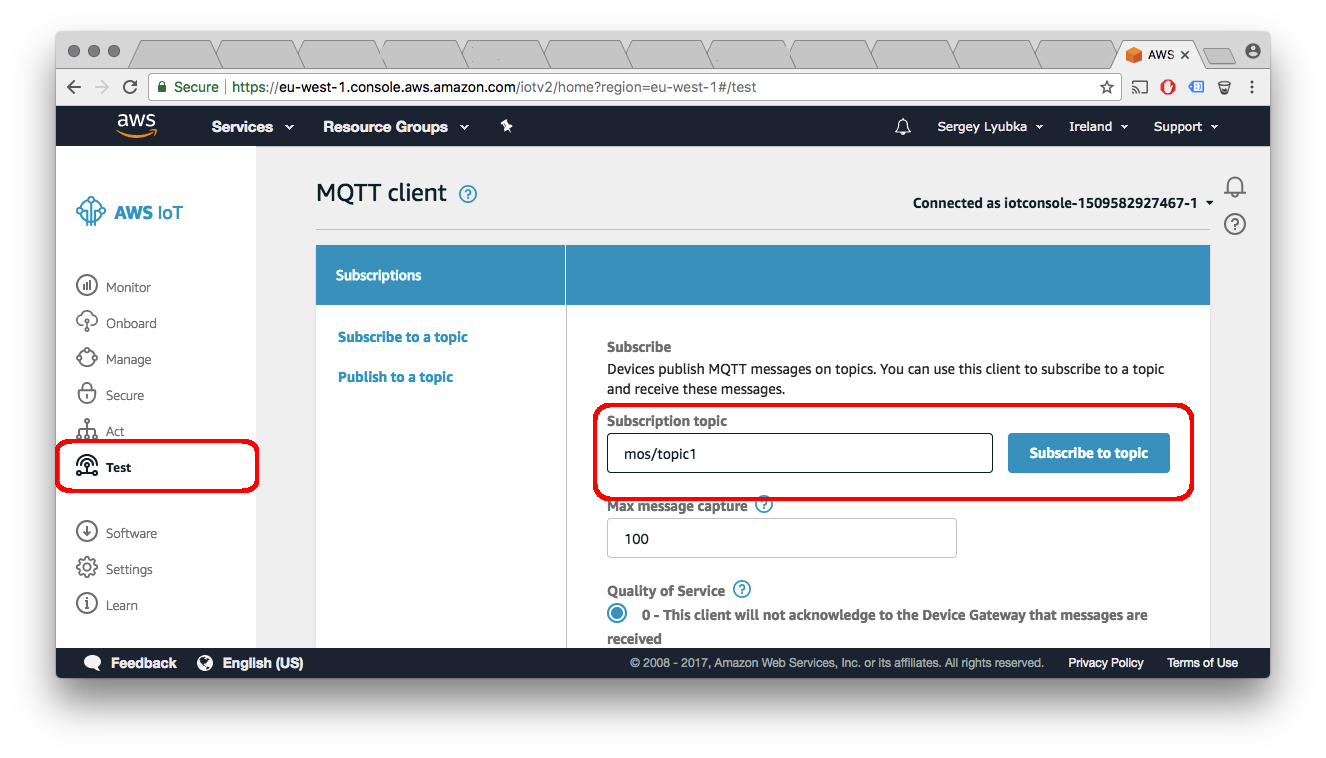 AWS
Secure https://eu-west-1.console.aws.amazon.com/iotv2/home?region=eu-west-1#/test
aws Services Resource Groups Sergey Lyubka Ireland Support
AWS IoT
Monitor
Onboard
Manage
Secure
Act
Test
Software
Settings
Learn
MQTT client ?
Connected as iotconsole-1509582927467-1
?
Subscriptions
Subscribe to a topic
Publish to a topic
Subscribe
Devices publish MQTT messages on topics. You can use this client to subscribe to a topic
and receive these messages.
Subscription topic
mos/topic1 Subscribe to topic
Max message capture ?
100
Quality of Service ?
0 - This client will not acknowledge to the Device Gateway that messages are
received
Feedback English (US) © 2008 - 2017, Amazon Web Services, Inc. or its affiliates. All rights reserved. Privacy Policy Terms of Use